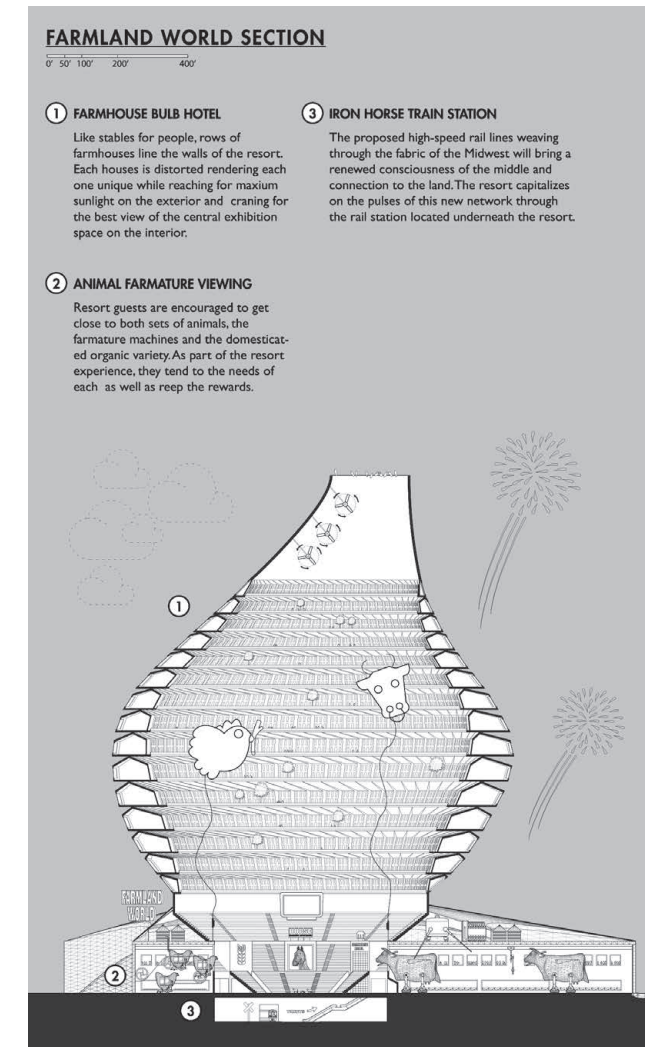 FARMLAND WORLD SECTION
0' 50' 100' 200' 400'
1 FARMHOUSE BULB HOTEL
Like stables for people, rows of
farmhouses line the walls of the resort.
Each houses is distorted rendering each
one unique while reaching for maxium
sunlight on the exterior and craning for
the best view of the central exhibition
space on the interior.
2 ANIMAL FARMATURE VIEWING
Resort guests are encouraged to get
close to both sets of animals, the
farmature machines and the domesticat-
ed organic variety. As part of the resort
experience, they tend to the needs of
each as well as reep the rewards.
3 IRON HORSE TRAIN STATION
The proposed high-speed rail lines weaving
through the fabric of the Midwest will bring a
renewed consciousness of the middle and
connection to the land. The resort capitalizes
on the pulses of this new network through
the rail station located underneath the resort.
1
FARMLAND
WORLD
2
3